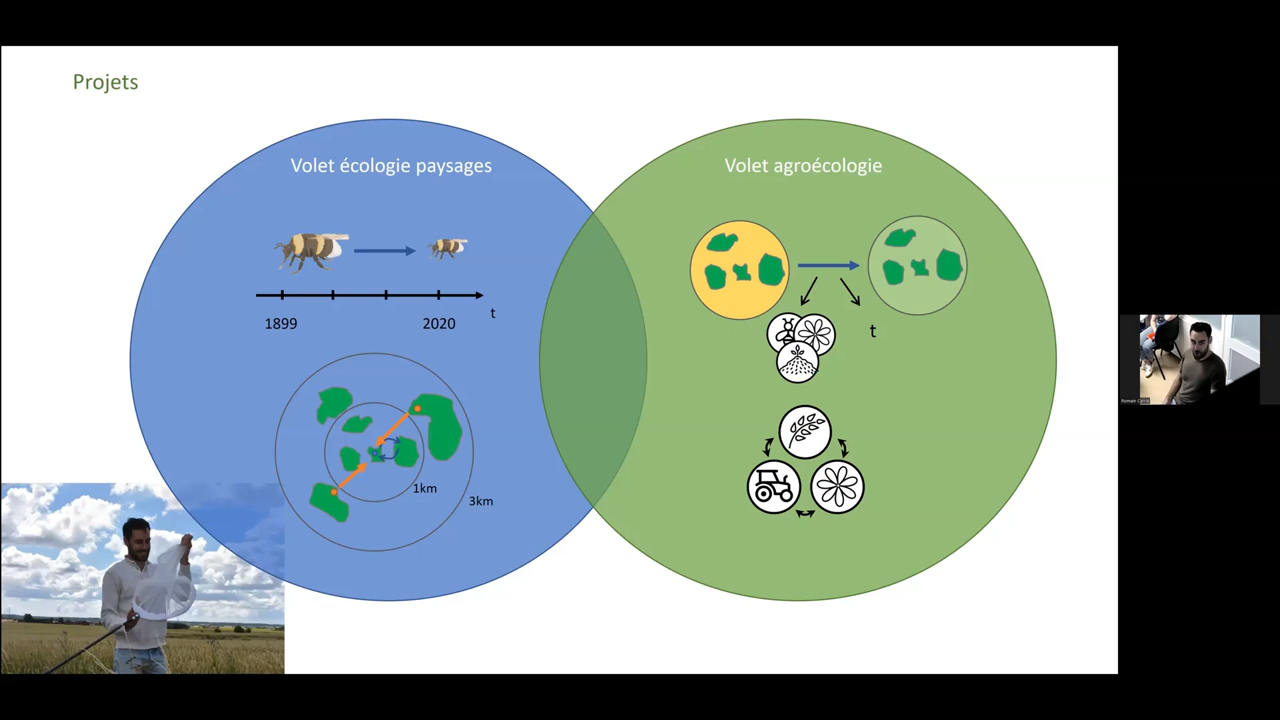 Projets
Volet écologie paysages
Volet agroécologie
t
1899
2020
t
1km
3km